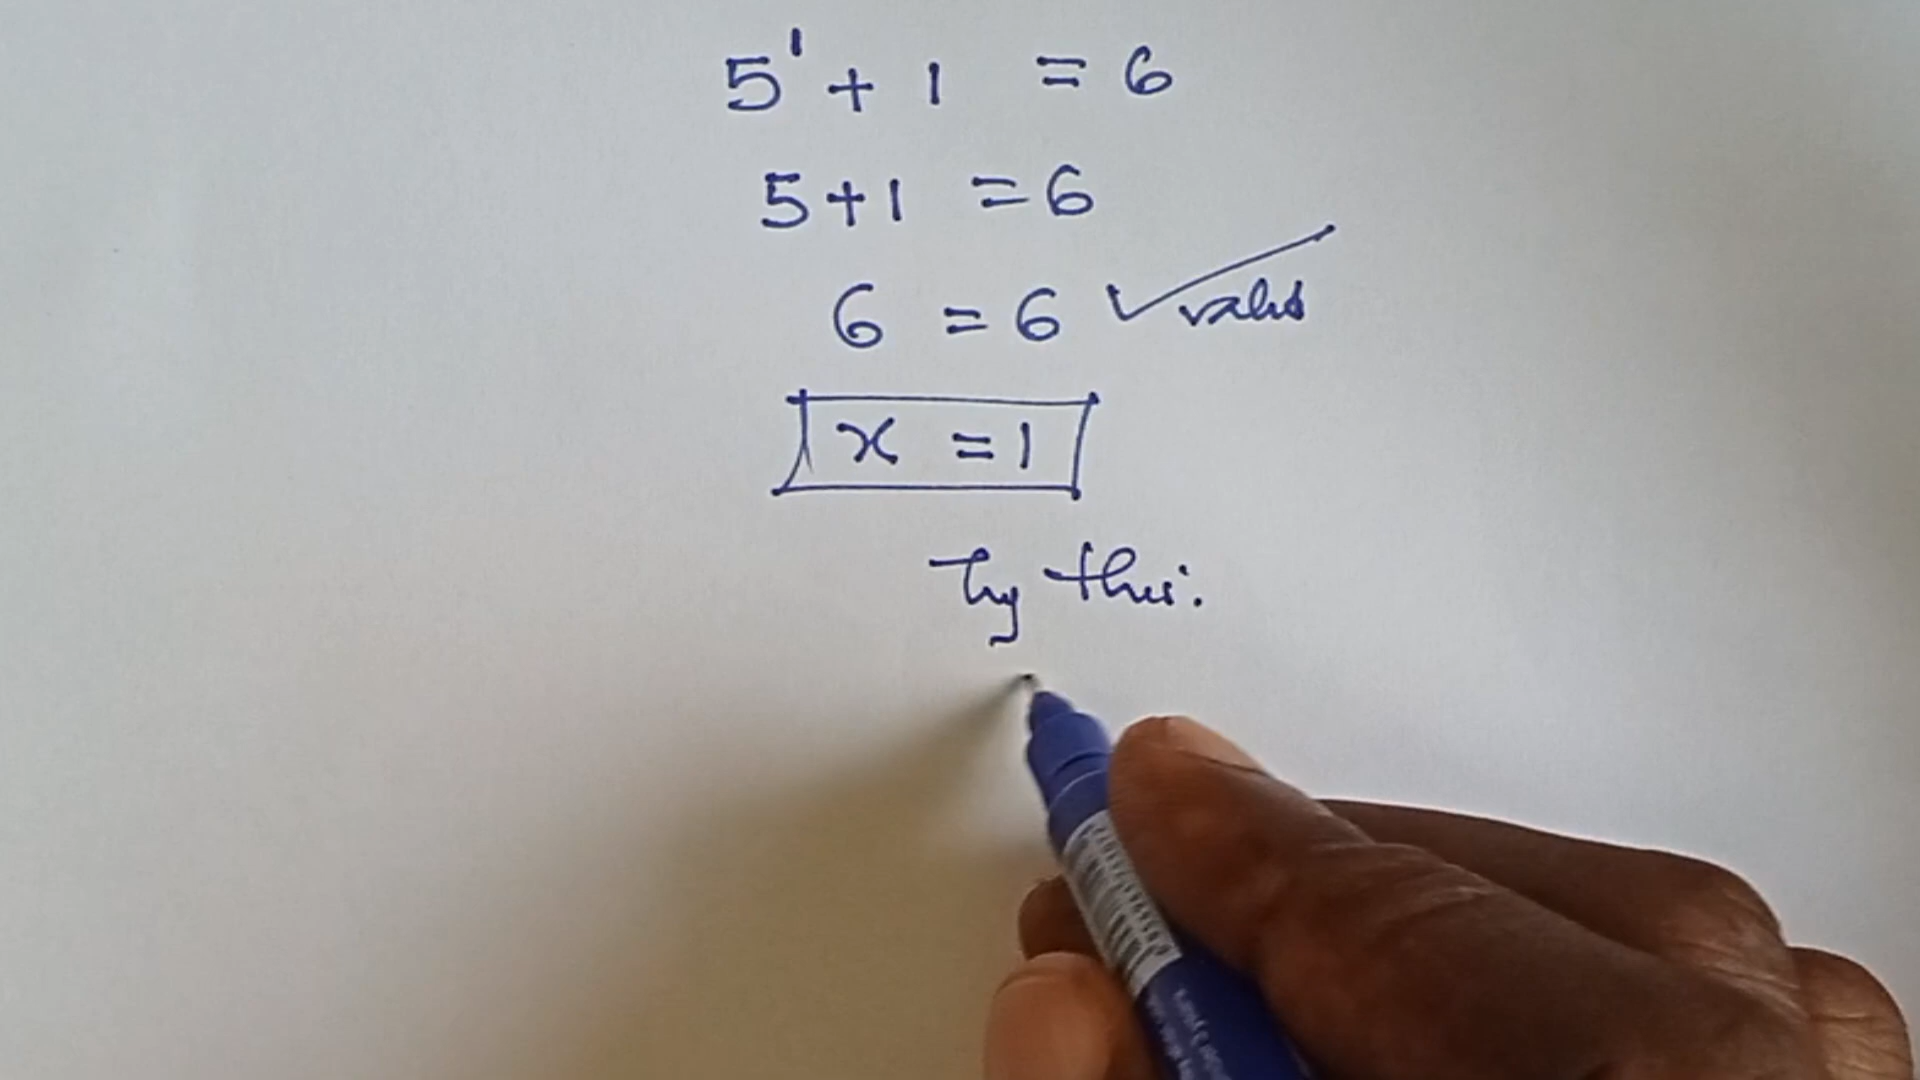 5¹ + 1 = 6
5+1 = 6
6 = 6 ✓ valid
x = 1
Try this: